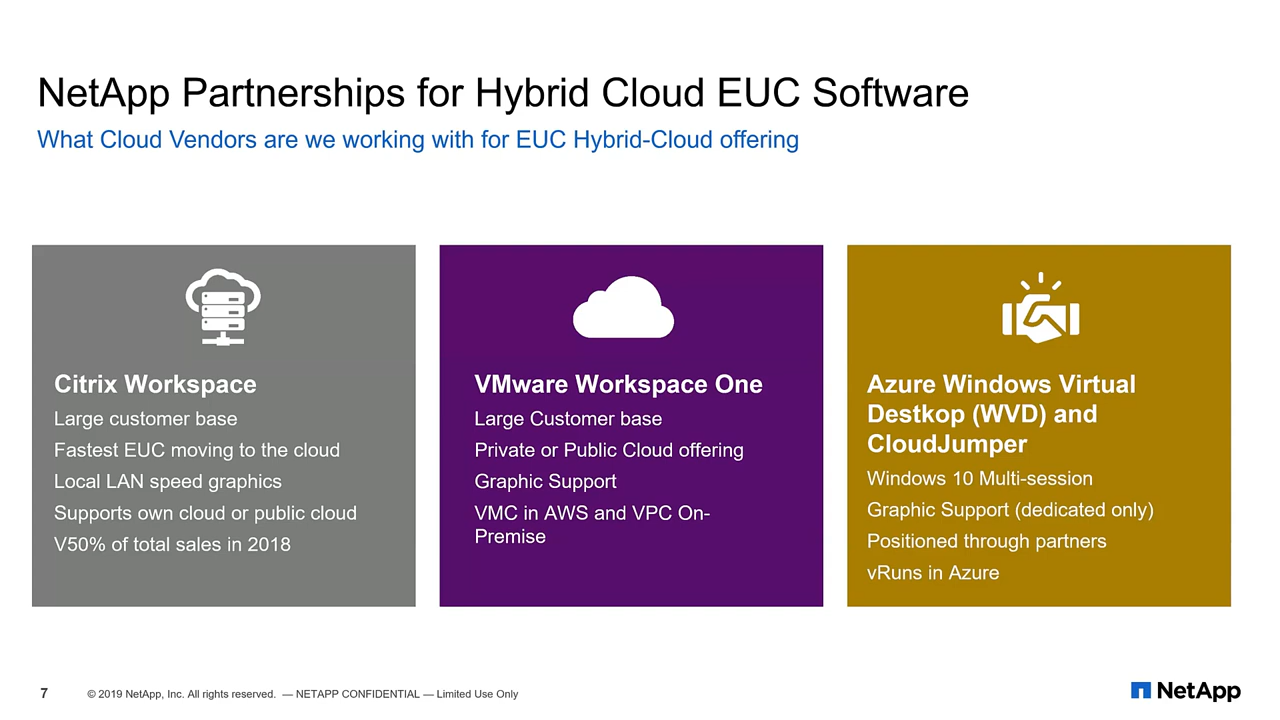 NetApp Partnerships for Hybrid Cloud EUC Software
What Cloud Vendors are we working with for EUC Hybrid-Cloud offering
Citrix Workspace
Large customer base
Fastest EUC moving to the cloud
Local LAN speed graphics
Supports own cloud or public cloud
V50% of total sales in 2018
VMware Workspace One
Large Customer base
Private or Public Cloud offering
Graphic Support
VMC in AWS and VPC On-
Premise
Azure Windows Virtual
Destkop (WVD) and
CloudJumper
Windows 10 Multi-session
Graphic Support (dedicated only)
Positioned through partners
vRuns in Azure
7 © 2019 NetApp, Inc. All rights reserved. — NETAPP CONFIDENTIAL — Limited Use Only
NetApp